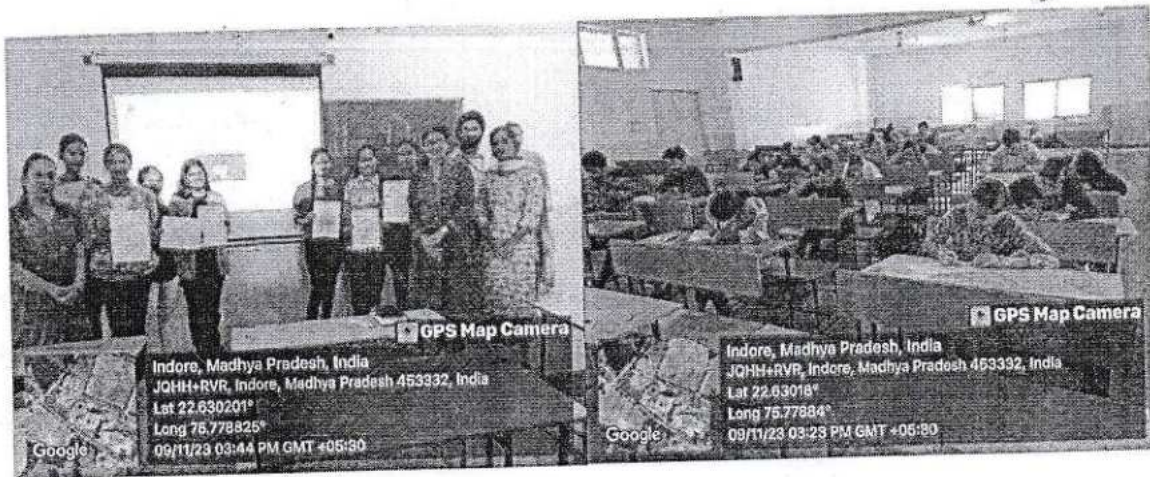 GPS Map Camera
Indore, Madhya Pradesh, India
JQHH+RVR, Indore, Madhya Pradesh 453332, India
Lat 22.630201°
Long 75.778825°
09/11/23 03:44 PM GMT +05:30
Google
GPS Map Camera
Indore, Madhya Pradesh, India
JQHH+RVR, Indore, Madhya Pradesh 453332, India
Lat 22.63018°
Long 75.77884°
09/11/23 03:23 PM GMT +05:30
Google